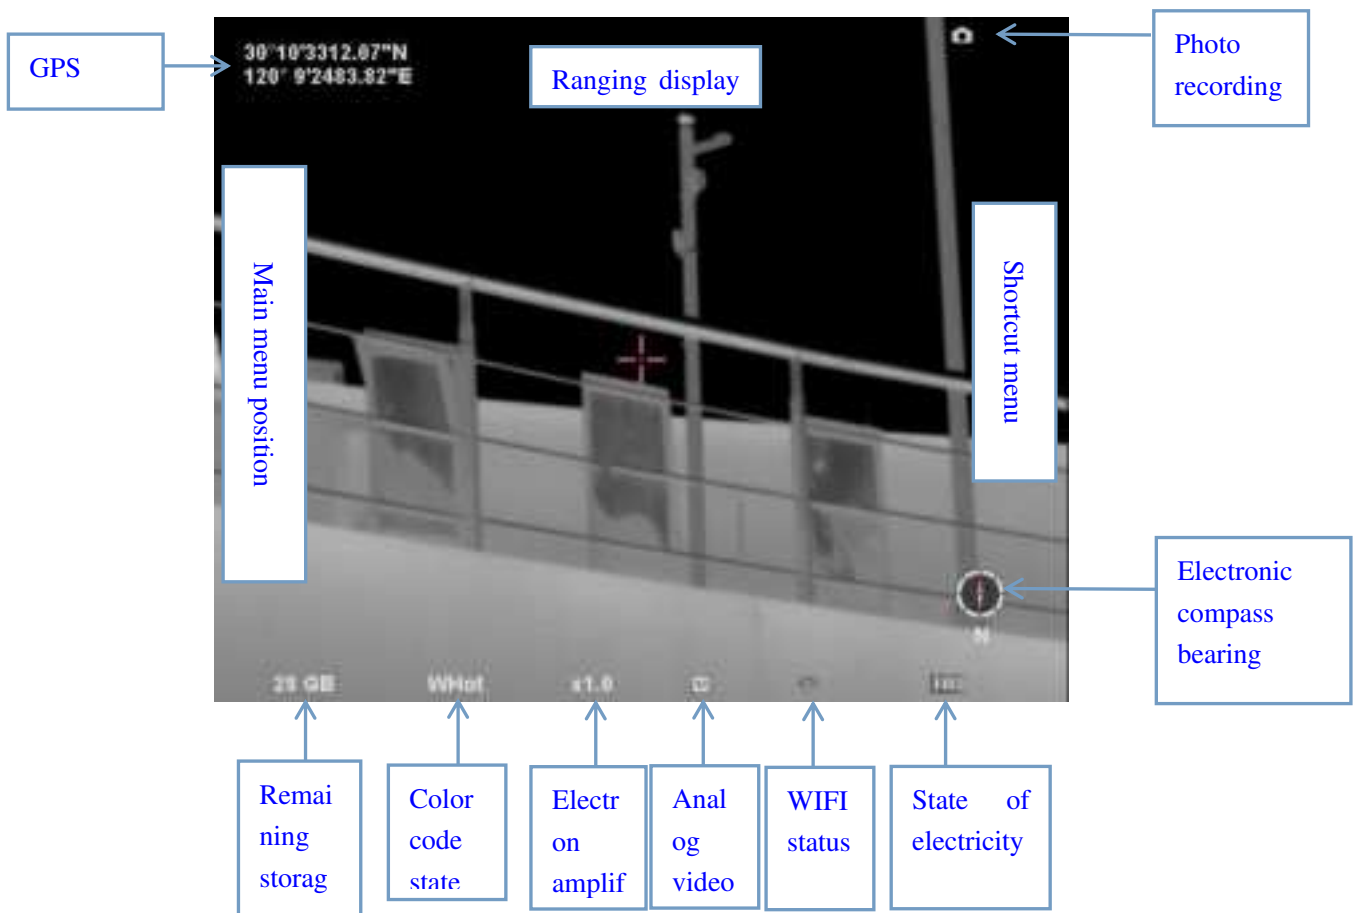 GPS
30°10'3312.07"N
120° 9'2483.82"E
Ranging display
Photo
recording
Main menu position
Shortcut menu
Electronic
compass
bearing
N
WHot
x1.0
Remai
ning
storag
Color
code
state
Electr
on
amplif
Anal
og
video
WIFI
status
State of
electricity